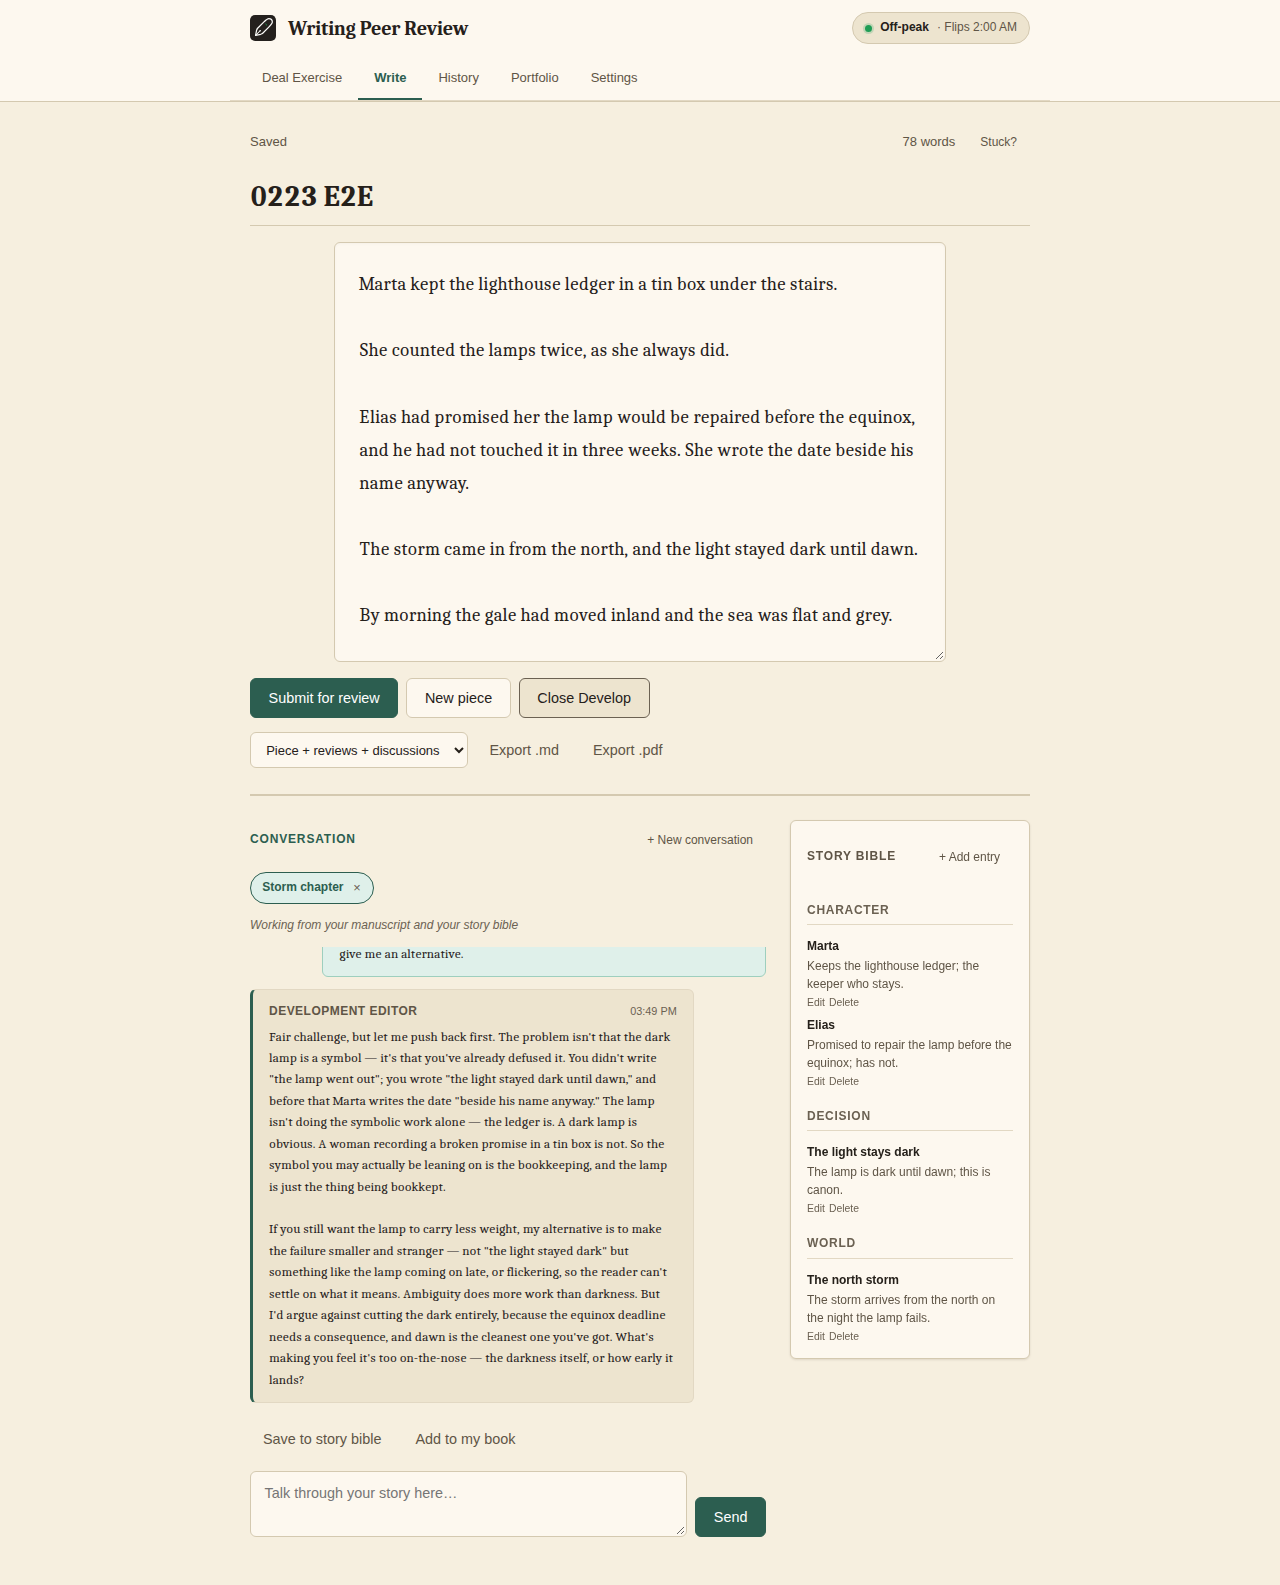 Writing Peer Review
Off-peak · Flips 2:00 AM
Deal Exercise Write History Portfolio Settings
Saved 78 words Stuck?
0223 E2E
Marta kept the lighthouse ledger in a tin box under the stairs.
She counted the lamps twice, as she always did.
Elias had promised her the lamp would be repaired before the equinox,
and he had not touched it in three weeks. She wrote the date beside his
name anyway.
The storm came in from the north, and the light stayed dark until dawn.
By morning the gale had moved inland and the sea was flat and grey.
Submit for review New piece Close Develop
Piece + reviews + discussions Export .md Export .pdf
CONVERSATION + New conversation
Storm chapter ×
Working from your manuscript and your story bible
give me an alternative.
DEVELOPMENT EDITOR 03:49 PM
Fair challenge, but let me push back first. The problem isn't that the dark
lamp is a symbol — it's that you've already defused it. You didn't write
"the lamp went out"; you wrote "the light stayed dark until dawn," and
before that Marta writes the date "beside his name anyway." The lamp
isn't doing the symbolic work alone — the ledger is. A dark lamp is
obvious. A woman recording a broken promise in a tin box is not. So the
symbol you may actually be leaning on is the bookkeeping, and the lamp
is just the thing being bookkept.
If you still want the lamp to carry less weight, my alternative is to make
the failure smaller and stranger — not "the light stayed dark" but
something like the lamp coming on late, or flickering, so the reader can't
settle on what it means. Ambiguity does more work than darkness. But
I'd argue against cutting the dark entirely, because the equinox deadline
needs a consequence, and dawn is the cleanest one you've got. What's
making you feel it's too on-the-nose — the darkness itself, or how early it
lands?
Save to story bible Add to my book
Talk through your story here…
Send
STORY BIBLE + Add entry
CHARACTER
Marta
Keeps the lighthouse ledger; the
keeper who stays.
Edit Delete
Elias
Promised to repair the lamp before the
equinox; has not.
Edit Delete
DECISION
The light stays dark
The lamp is dark until dawn; this is
canon.
Edit Delete
WORLD
The north storm
The storm arrives from the north on
the night the lamp fails.
Edit Delete